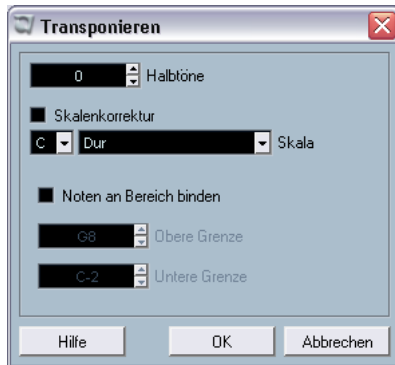 Transponieren
0 Halbtöne
Skalenkorrektur
C Dur Skala
Noten an Bereich binden
G8 Obere Grenze
C-2 Untere Grenze
Hilfe OK Abbrechen